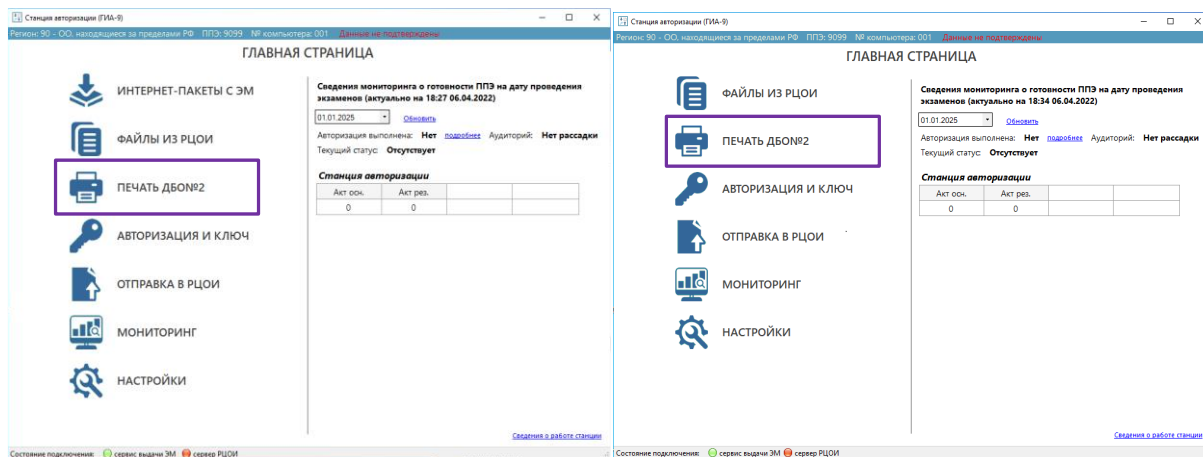 Станция авторизации (ГИА-9)
Регион: 90 - ОО, находящиеся за пределами РФ ППЭ: 9099 № компьютера: 001 Данные не подтверждены
ГЛАВНАЯ СТРАНИЦА
ИНТЕРНЕТ-ПАКЕТЫ С ЭМ
ФАЙЛЫ ИЗ РЦОИ
ПЕЧАТЬ ДБО№2
АВТОРИЗАЦИЯ И КЛЮЧ
ОТПРАВКА В РЦОИ
МОНИТОРИНГ
НАСТРОЙКИ
Сведения мониторинга о готовности ППЭ на дату проведения
экзаменов (актуально на 18:27 06.04.2022)
01.01.2025 Обновить
Авторизация выполнена: Нет подробнее Аудиторий: Нет рассадки
Текущий статус: Отсутствует
Станция авторизации
Акт осн. Акт рез.
0 0
Сведения о работе станции
Состояние подключения: сервис выдачи ЭМ сервер РЦОИ
Станция авторизации (ГИА-9)
Регион: 90 - ОО, находящиеся за пределами РФ ППЭ: 9099 № компьютера: 001 Данные не подтверждены
ГЛАВНАЯ СТРАНИЦА
ФАЙЛЫ ИЗ РЦОИ
ПЕЧАТЬ ДБО№2
АВТОРИЗАЦИЯ И КЛЮЧ
ОТПРАВКА В РЦОИ
МОНИТОРИНГ
НАСТРОЙКИ
Сведения мониторинга о готовности ППЭ на дату проведения
экзаменов (актуально на 18:34 06.04.2022)
01.01.2025 Обновить
Авторизация выполнена: Нет подробнее Аудиторий: Нет рассадки
Текущий статус: Отсутствует
Станция авторизации
Акт осн. Акт рез.
0 0
Сведения о работе станции
Состояние подключения: сервис выдачи ЭМ сервер РЦОИ